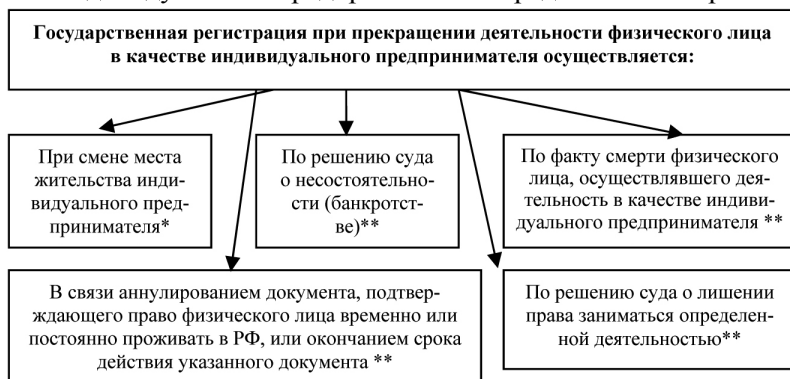 Государственная регистрация при прекращении деятельности физического лица
в качестве индивидуального предпринимателя осуществляется:
При смене места
жительства инди-
видуального пред-
принимателя*
По решению суда
о несостоятельно-
сти (банкротст-
ве)**
По факту смерти физического
лица, осуществлявшего дея-
тельность в качестве индиви-
дуального предпринимателя **
В связи аннулированием документа, подтвер-
ждающего право физического лица временно или
постоянно проживать в РФ, или окончанием срока
действия указанного документа **
По решению суда о лишении
права заниматься определен-
ной деятельностью**